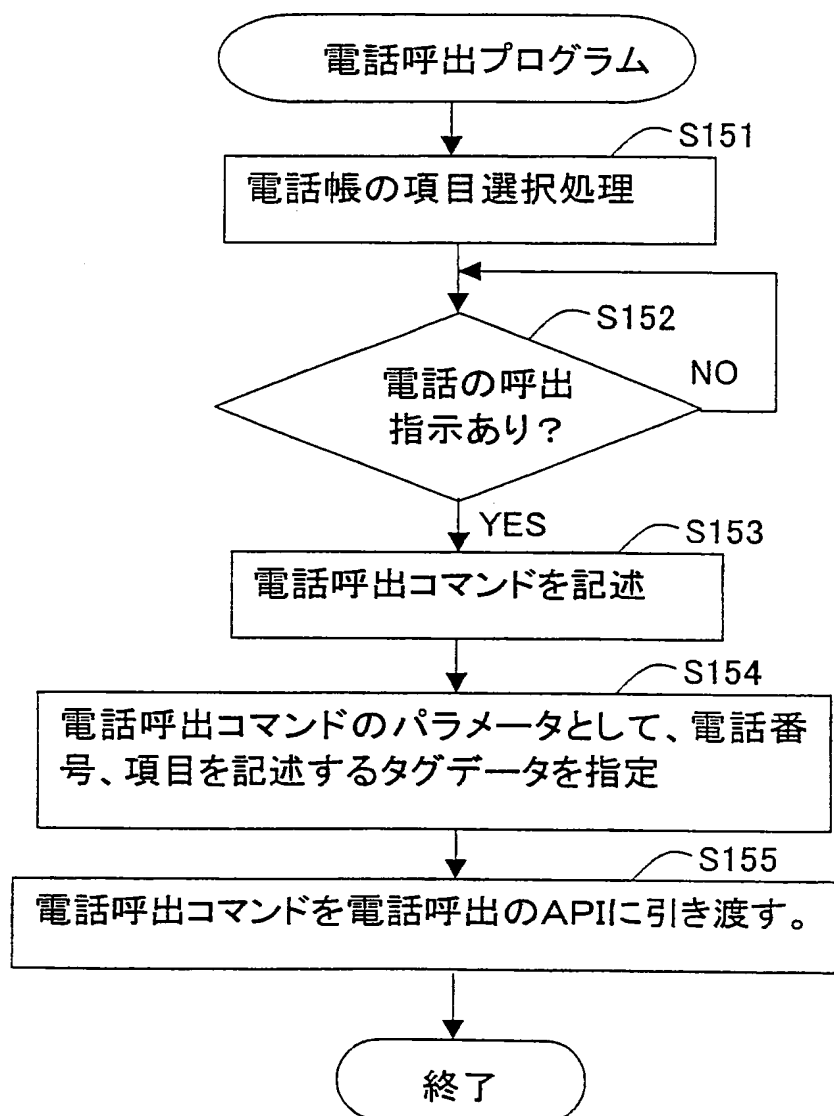 電話呼出プログラム
S151
電話帳の項目選択処理
S152
電話の呼出
指示あり？
NO
YES
S153
電話呼出コマンドを記述
S154
電話呼出コマンドのパラメータとして、電話番
号、項目を記述するタグデータを指定
S155
電話呼出コマンドを電話呼出のAPIに引き渡す。
終了